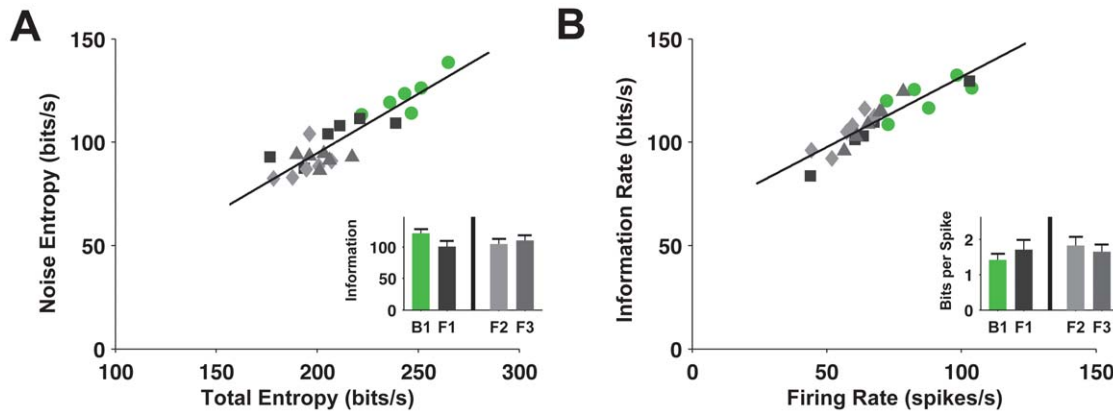 A
Noise Entropy (bits/s)
150
100
50
0
100
150
200
250
300
Total Entropy (bits/s)
Information
100
50
0
B1 F1 F2 F3
B
Information Rate (bits/s)
150
100
50
0
0
50
100
150
Firing Rate (spikes/s)
Bits per Spike
2
1
0
B1 F1 F2 F3